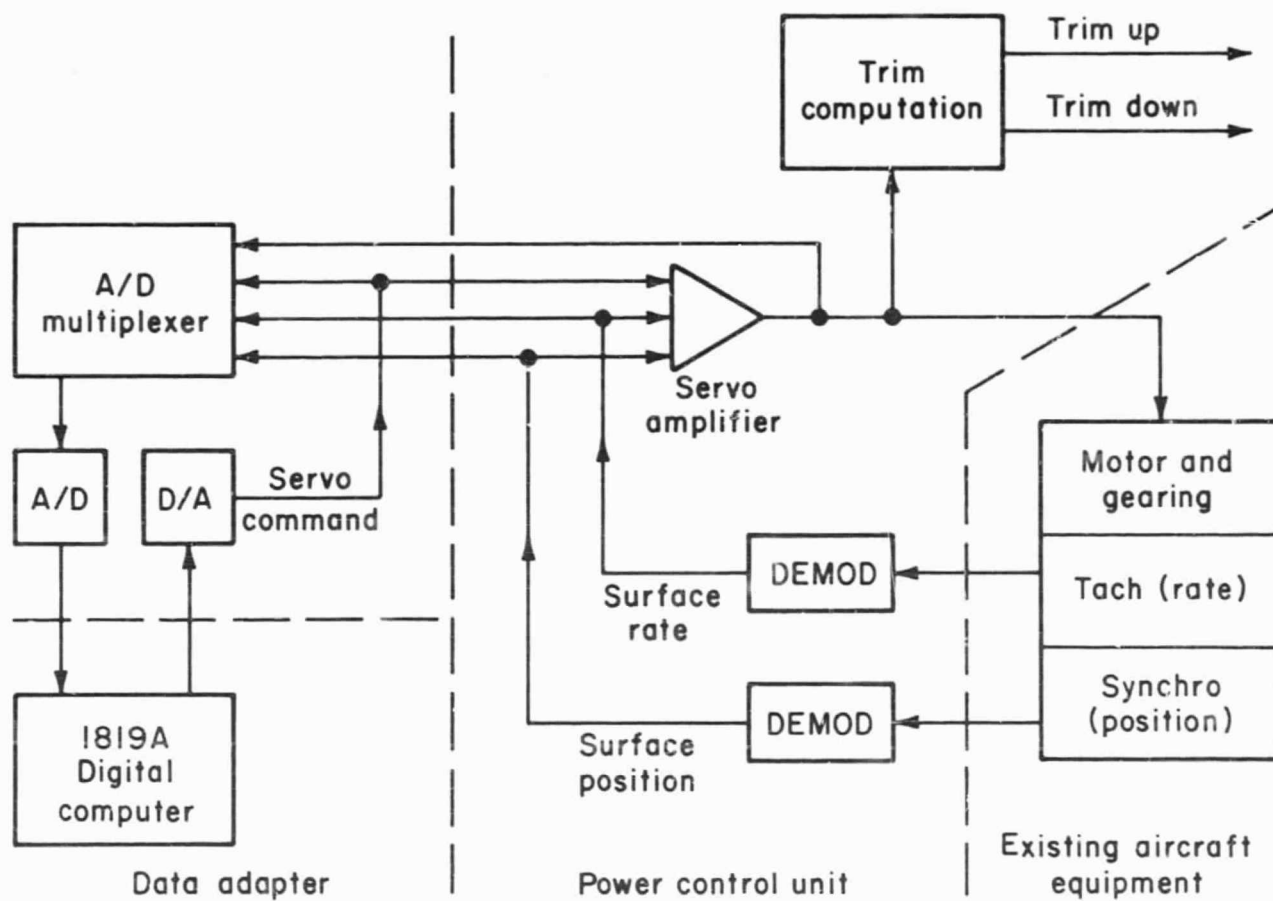 Trim up
Trim
computation
Trim down
A/D
multiplexer
Servo
amplifier
A/D
D/A
Servo
command
Motor and
gearing
DEMOD
Tach (rate)
Surface
rate
1819A
Digital
computer
DEMOD
Synchro
(position)
Surface
position
Data adapter
Power control unit
Existing aircraft
equipment